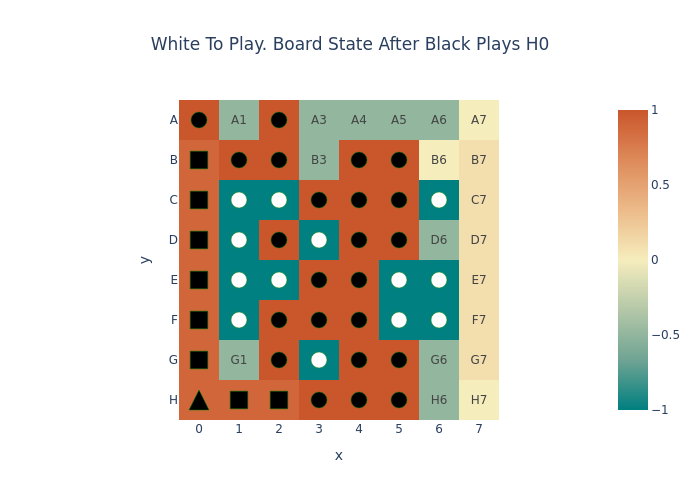 White To Play. Board State After Black Plays H0
A A1 A3 A4 A5 A6 A7
B B3 B6 B7
C C7
D D6 D7
E E7
F F7
G G1 G6 G7
H H6 H7
0 1 2 3 4 5 6 7
x
y
1
0.5
0
−0.5
−1